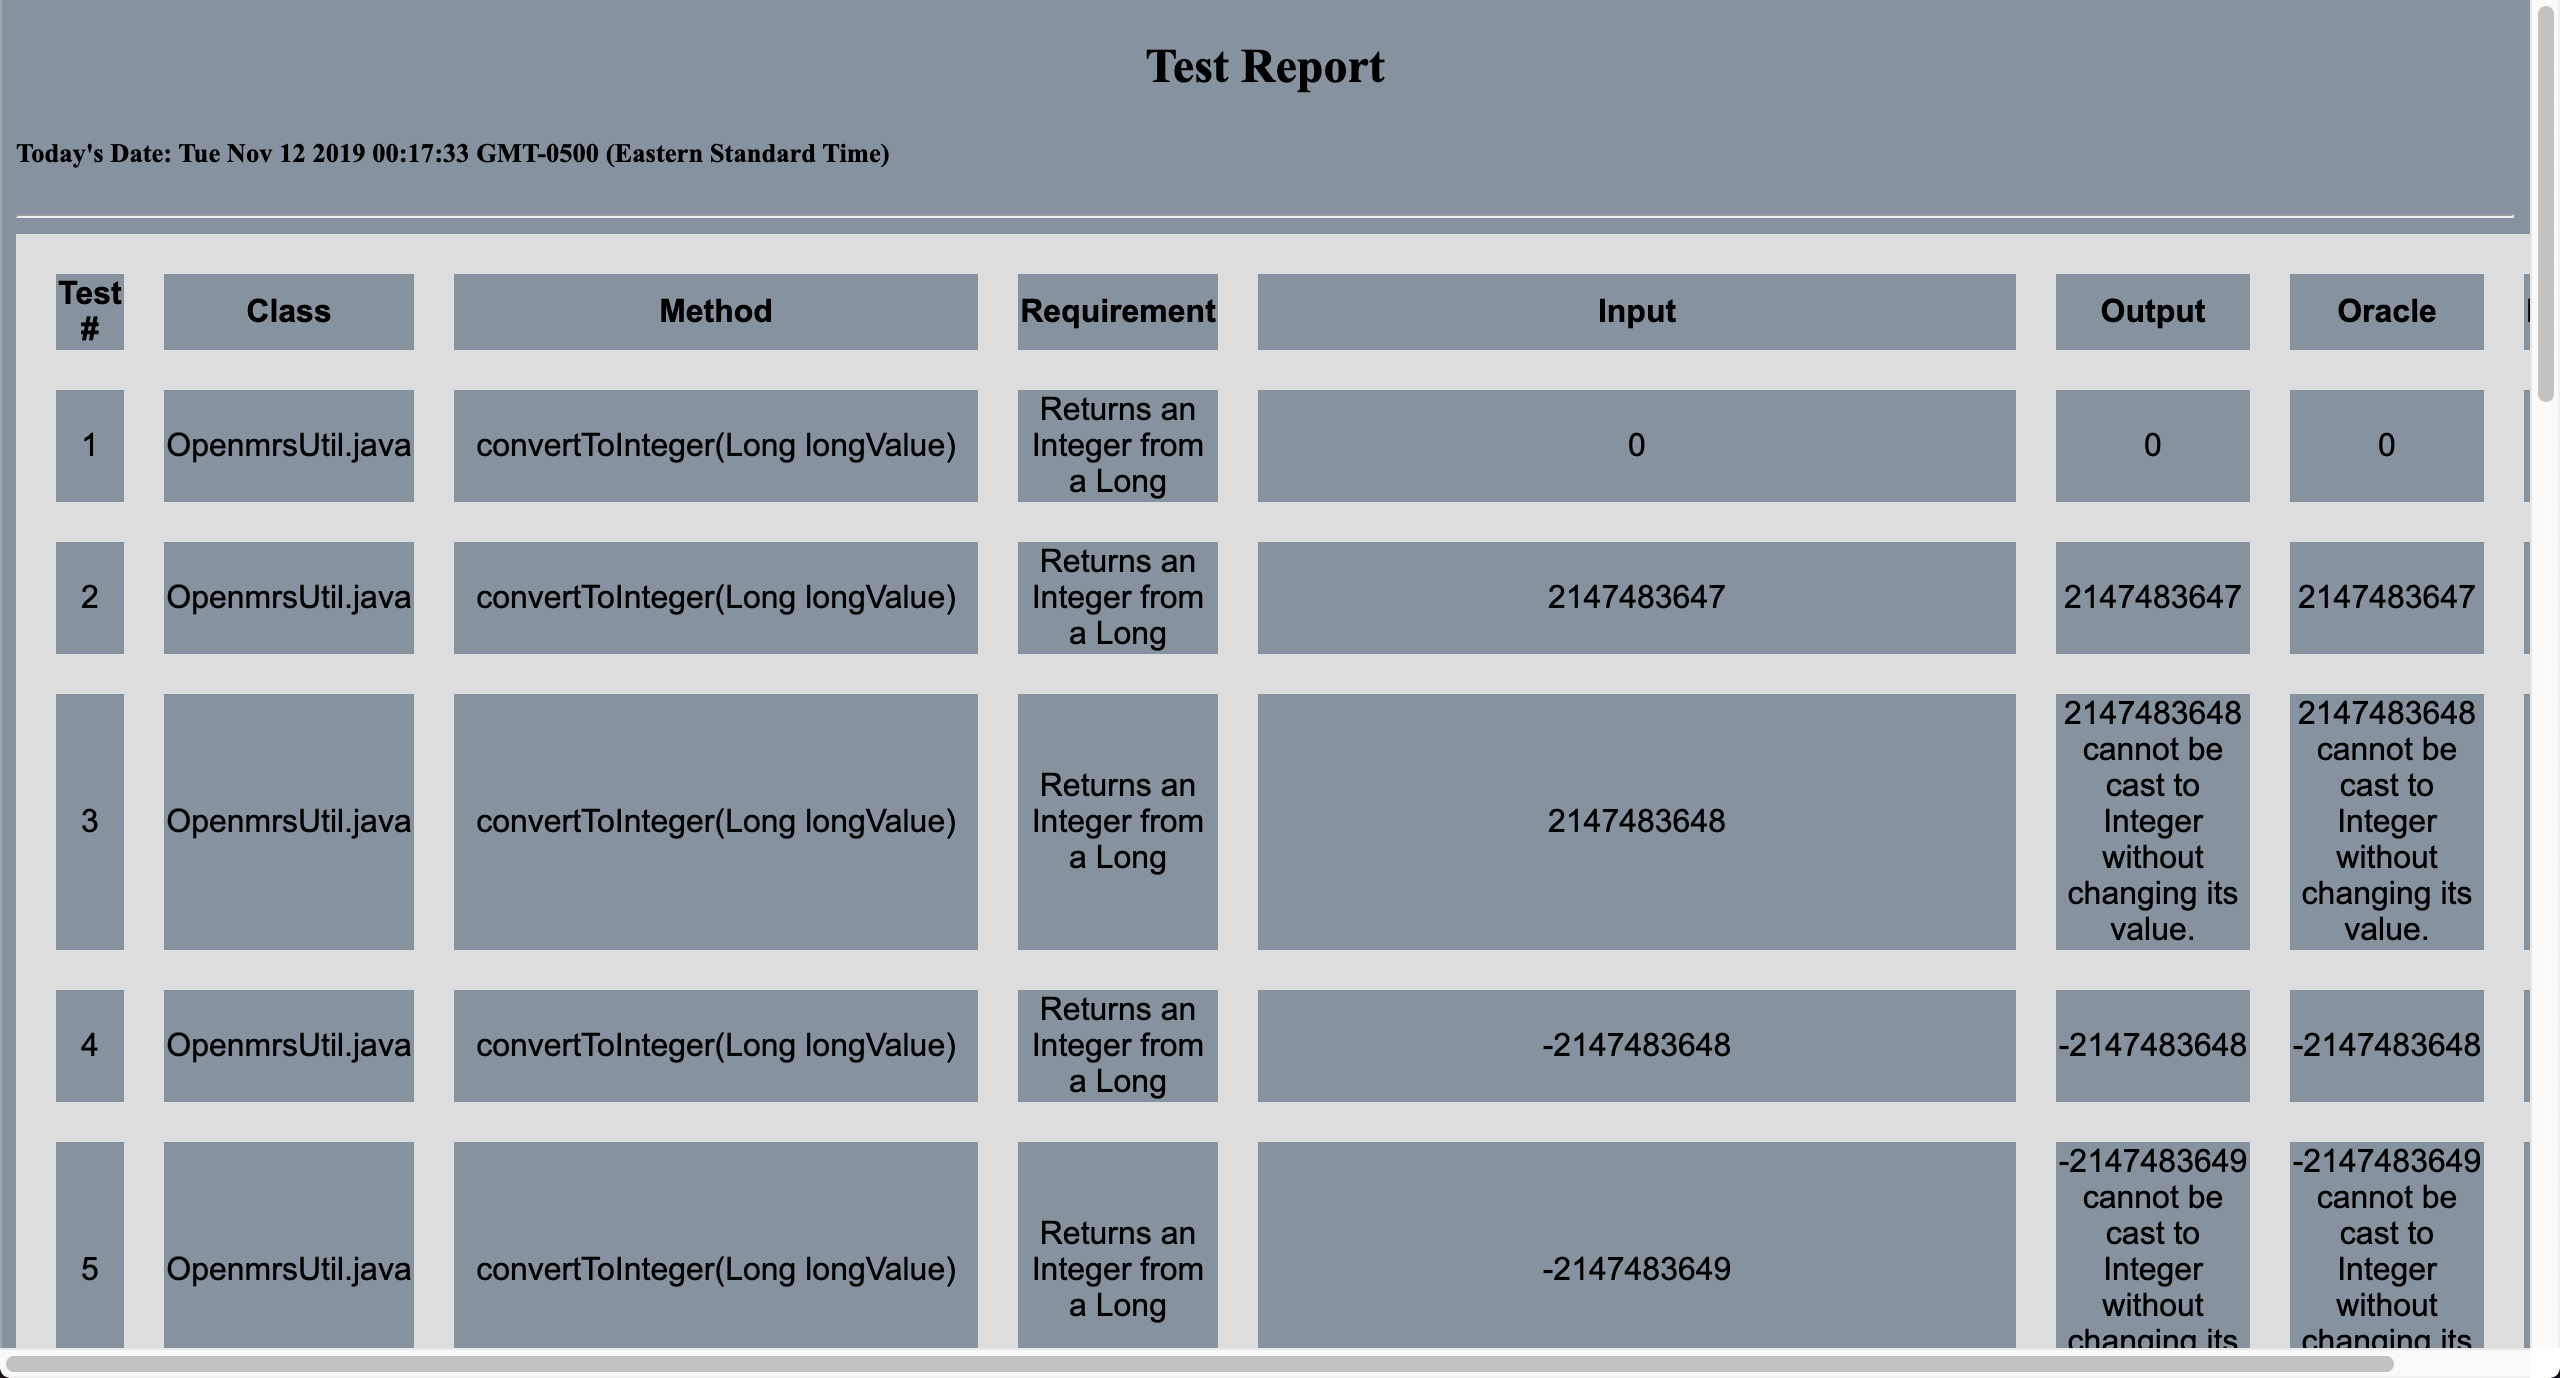 Test Report
Today's Date: Tue Nov 12 2019 00:17:33 GMT-0500 (Eastern Standard Time)
Test # Class Method Requirement Input Output Oracle
1 OpenmrsUtil.java convertToInteger(Long longValue) Returns an Integer from a Long 0 0 0
2 OpenmrsUtil.java convertToInteger(Long longValue) Returns an Integer from a Long 2147483647 2147483647 2147483647
3 OpenmrsUtil.java convertToInteger(Long longValue) Returns an Integer from a Long 2147483648 2147483648 cannot be cast to Integer without changing its value. 2147483648 cannot be cast to Integer without changing its value.
4 OpenmrsUtil.java convertToInteger(Long longValue) Returns an Integer from a Long -2147483648 -2147483648 -2147483648
5 OpenmrsUtil.java convertToInteger(Long longValue) Returns an Integer from a Long -2147483649 -2147483649 cannot be cast to Integer without changing its -2147483649 cannot be cast to Integer without changing its